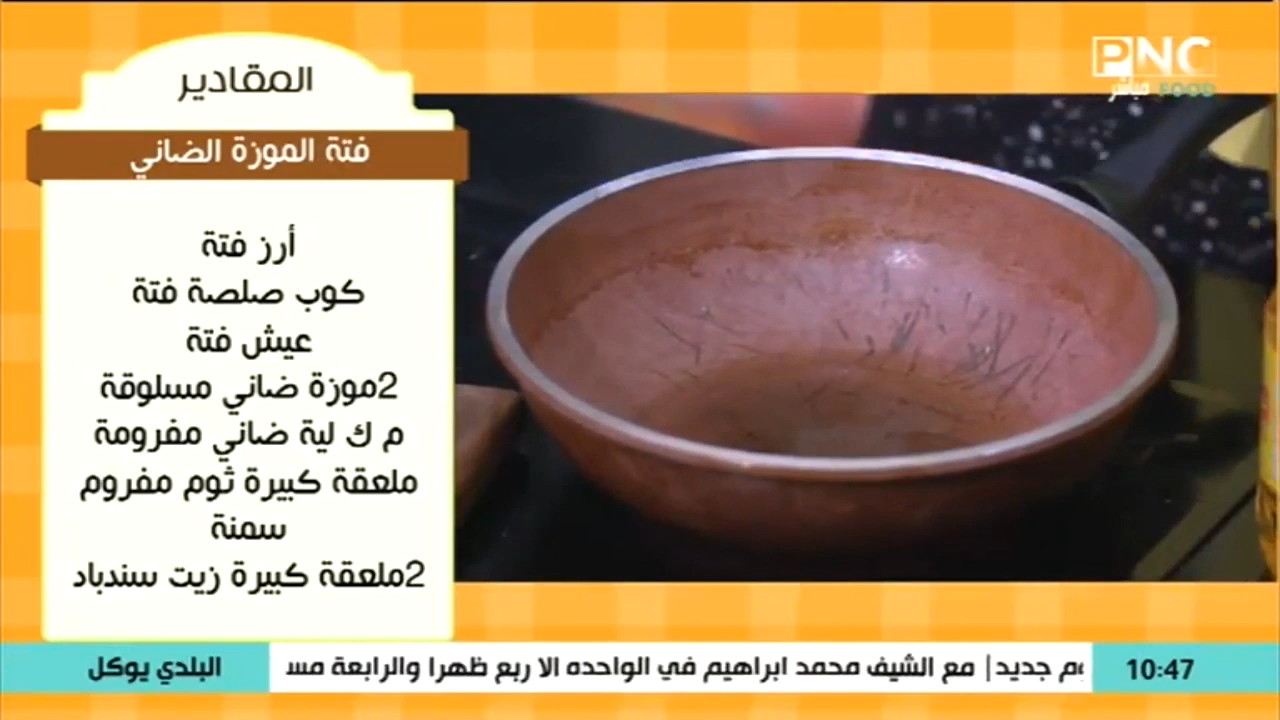 PNC
FOOD مباشر
المقادير
فتة الموزة الضاني
أرز فتة
كوب صلصة فتة
عيش فتة
2موزة ضاني مسلوقة
م ك لية ضاني مفرومة
ملعقة كبيرة ثوم مفروم
سمنة
2ملعقة كبيرة زيت سندباد
جديد| مع الشيف محمد ابراهيم في الواحده الا ربع ظهرا والرابعة
10:47
البلدي يوكل